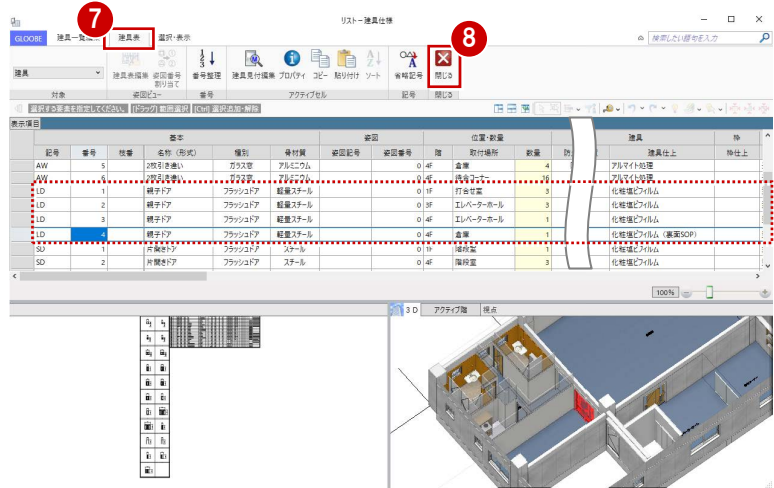 7
リスト－建具仕様
GLOOBE 建具一覧 建具表 選択・表示
検索したい語句を入力
8
建具
建具表編集 姿図番号割り当て 番号整理 建具見付編集 プロパティ コピー 貼り付け ソート 省略記号 閉じる
対象 姿図ビュー 番号 アクティブセル 記号 閉じる
選択する要素を指定してください。 [ドラッグ] 範囲選択 [Ctrl] 選択追加・解除
表示項目
基本 姿図 位置・数量 建具 枠
記号 番号 枝番 名称（形式） 種別 骨材質 姿図記号 姿図番号 階 取付場所 数量 建具仕上 枠仕上
AW 5 2枚引き違い ガラス窓 アルミニウム 0 4F 倉庫 4 アルマイト処理
AW 6 2枚引き違い ガラス窓 アルミニウム 0 4F 待合コーナー 16 アルマイト処理
LD 1 親子ドア フラッシュドア 軽量スチール 0 1F 打合せ室 3 化粧塩ビフィルム
LD 2 親子ドア フラッシュドア 軽量スチール 0 3F エレベーターホール 3 化粧塩ビフィルム
LD 3 親子ドア フラッシュドア 軽量スチール 0 4F エレベーターホール 1 化粧塩ビフィルム
LD 4 親子ドア フラッシュドア 軽量スチール 0 4F 倉庫 1 化粧塩ビフィルム（裏面SOP）
SD 1 片開きドア フラッシュドア スチール 0 1F 階段室 1 化粧塩ビフィルム
SD 2 片開きドア フラッシュドア スチール 0 4F 階段室 3 化粧塩ビフィルム
100%
3D アクティブ階 視点